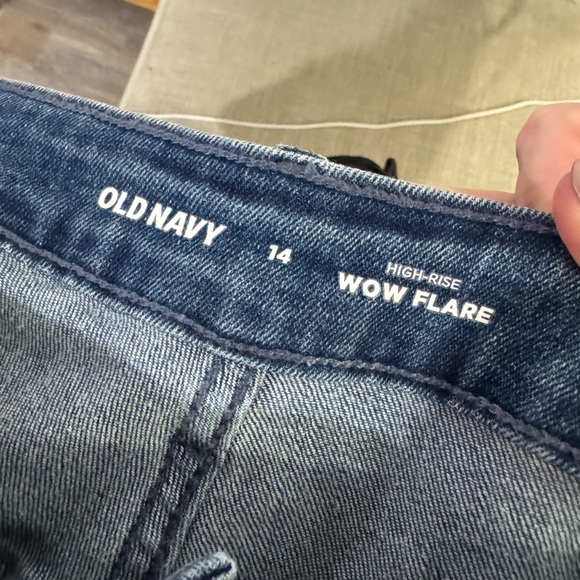 OLD NAVY
14
HIGH-RISE
WOW FLARE